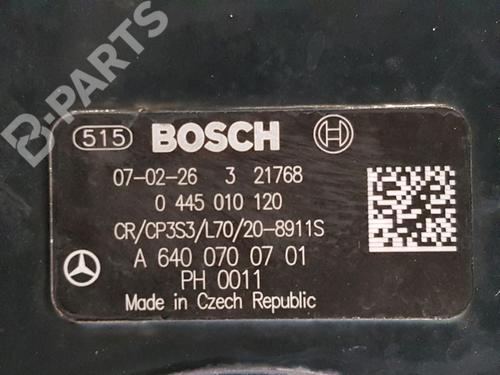 B-PARTS
515 BOSCH
07-02-26 3 21768
0 445 010 120
CR/CP3S3/L70/20-8911S
A 640 070 07 01
PH 0011
Made in Czech Republic